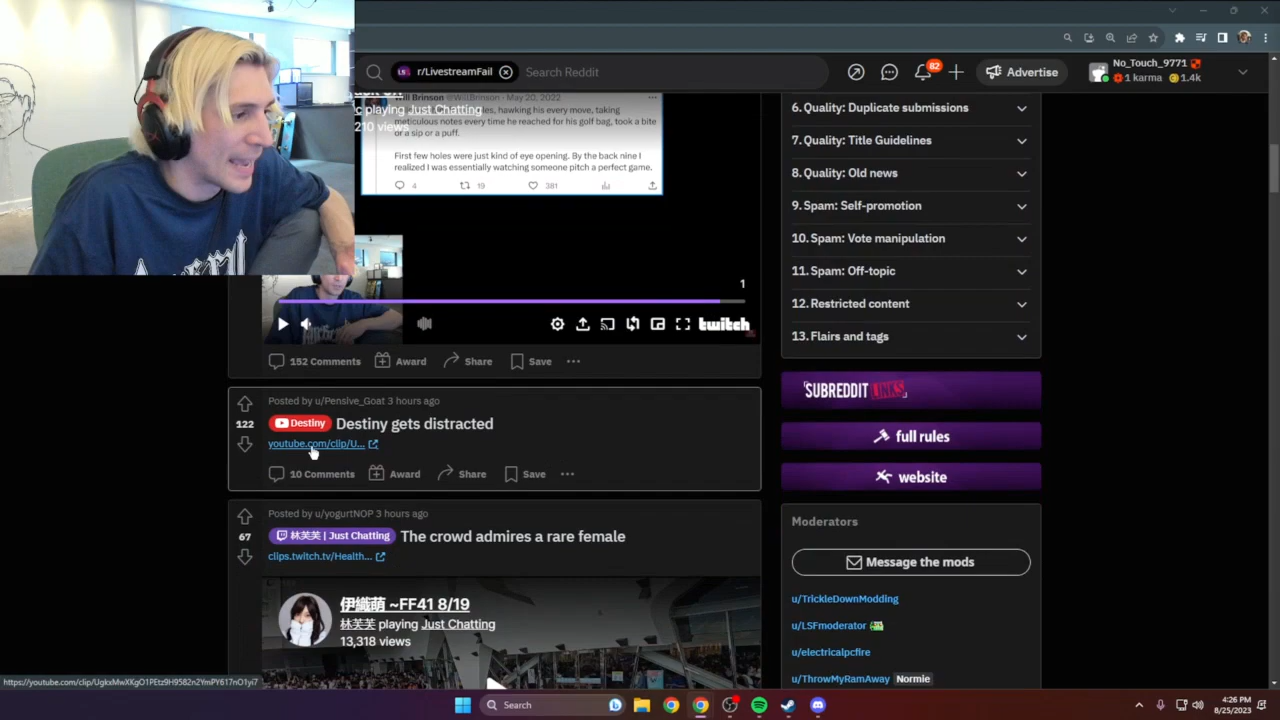 r/LivestreamFail
Search Reddit
82
Advertise
No_Touch_9771
1 karma
1.4k
c playing Just Chatting
210 views
Will Brinson @WillBrinson · May 20, 2022
les, hawking his every move, taking
meticulous notes every time he reached for his golf bag, took a bite
or a sip or a puff.
First few holes were just kind of eye opening. By the back nine I
realized I was essentially watching someone pitch a perfect game.
4
19
381
1
twitch
152 Comments
Award
Share
Save
Posted by u/Pensive_Goat 3 hours ago
122
Destiny
Destiny gets distracted
youtube.com/clip/U...
10 Comments
Award
Share
Save
Posted by u/yogurtNOP 3 hours ago
67
林芙芙 | Just Chatting
The crowd admires a rare female
clips.twitch.tv/Health...
伊織萌 ~FF41 8/19
林芙芙 playing Just Chatting
13,318 views
6. Quality: Duplicate submissions
7. Quality: Title Guidelines
8. Quality: Old news
9. Spam: Self-promotion
10. Spam: Vote manipulation
11. Spam: Off-topic
12. Restricted content
13. Flairs and tags
SUBREDDIT LINKS
full rules
website
Moderators
Message the mods
u/TrickleDownModding
u/LSFmoderator
u/electricalpcfire
u/ThrowMyRamAway
Normie
https://youtube.com/clip/UgkxMwXKgO1PEtz9H9582n2YmPY617nO1yi7
Search
4:26 PM
8/25/2023